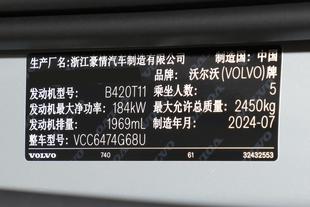 生产厂名:浙江豪情汽车制造有限公司 制造国:中国
品牌:沃尔沃(VOLVO)牌
发动机型号: B420T11 乘坐人数: 5
发动机最大净功率: 184kW 最大允许总质量: 2450kg
发动机排量: 1969mL 制造年月: 2024-07
整车型号: VCC6474G68U
VOLVO 740 61 32432553